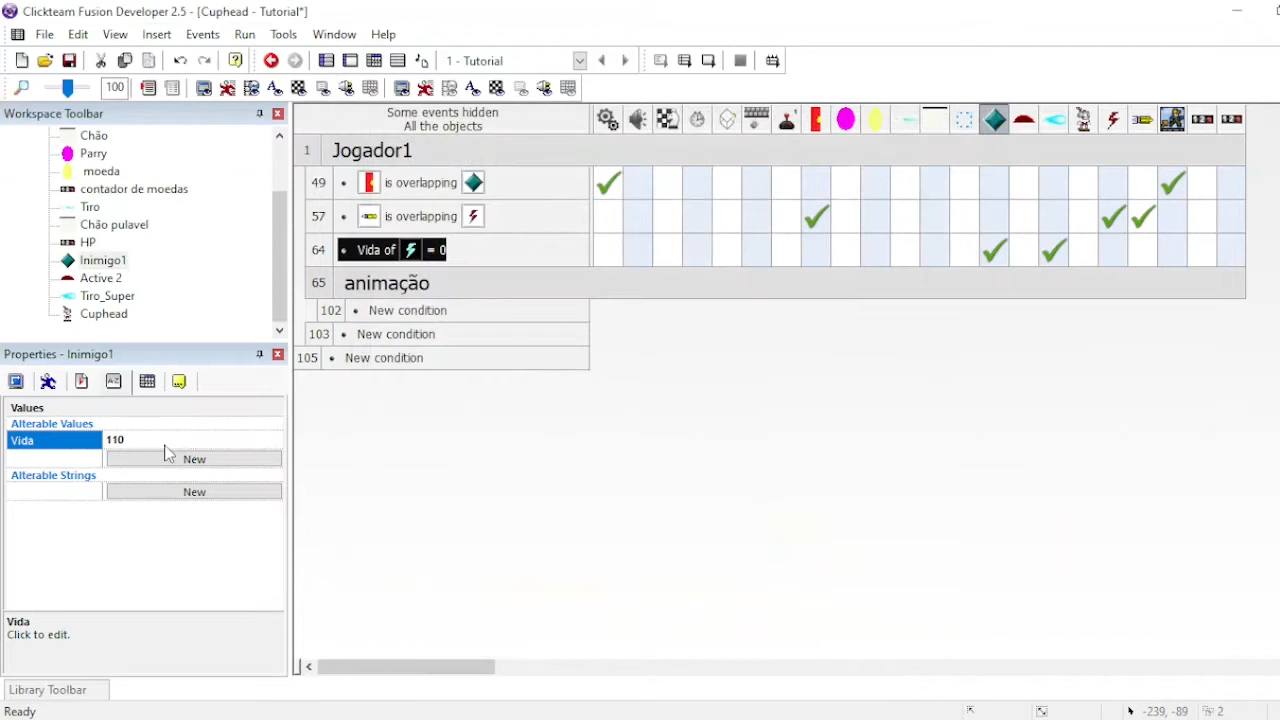 Clickteam Fusion Developer 2.5 - [Cuphead - Tutorial*]
File Edit View Insert Events Run Tools Window Help
1 - Tutorial
100
Workspace Toolbar
Chão
Parry
moeda
contador de moedas
Tiro
Chão pulavel
HP
Inimigo1
Active 2
Tiro_Super
Cuphead
Properties - Inimigo1
Values
Alterable Values
Vida 110
New
Alterable Strings
New
Vida
Click to edit.
Library Toolbar
Ready
Some events hidden
All the objects
1 Jogador1
49 • is overlapping
57 • is overlapping
64 • Vida of = 0
65 animação
102 • New condition
103 • New condition
105 • New condition
-239, -89
2